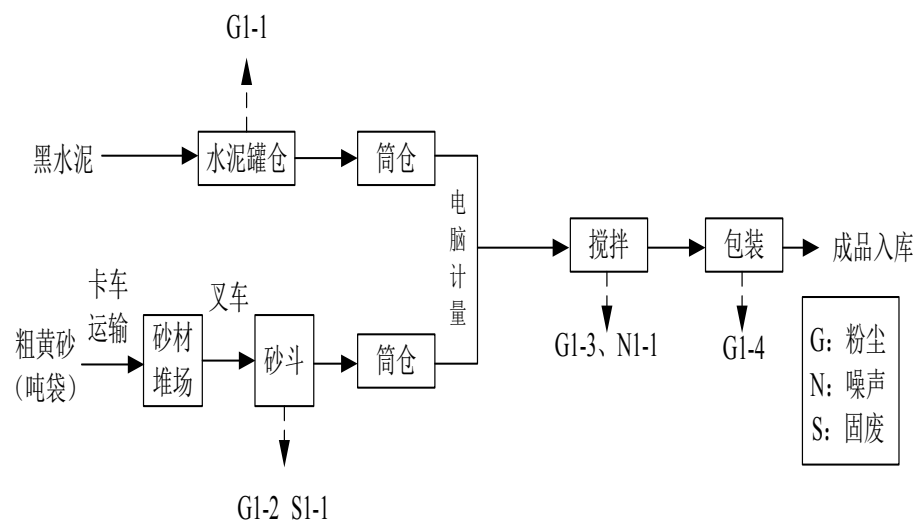 G1-1
黑水泥
水泥罐仓
筒仓
电脑计量
搅拌
包装
成品入库
卡车
运输
叉车
粗黄砂
（吨袋）
砂材
堆场
砂斗
筒仓
G1-3、N1-1
G1-4
G1-2 S1-1
G：粉尘
N：噪声
S：固废